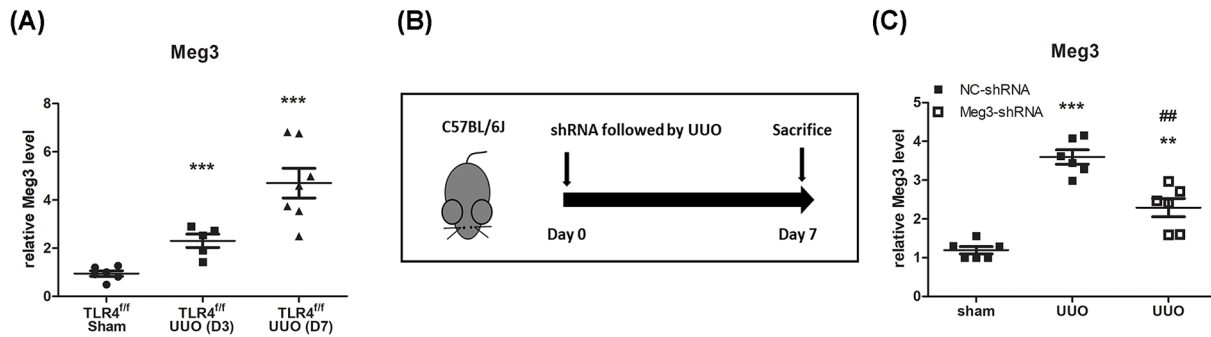 (A)
Meg3
relative Meg3 level
8
6
4
2
0
***
***
TLR4f/f
Sham
TLR4f/f
UUO (D3)
TLR4f/f
UUO (D7)
(B)
C57BL/6J
shRNA followed by UUO
Sacrifice
Day 0
Day 7
(C)
Meg3
NC-shRNA
Meg3-shRNA
relative Meg3 level
5
4
3
2
1
0
***
##
**
sham
UUO
UUO